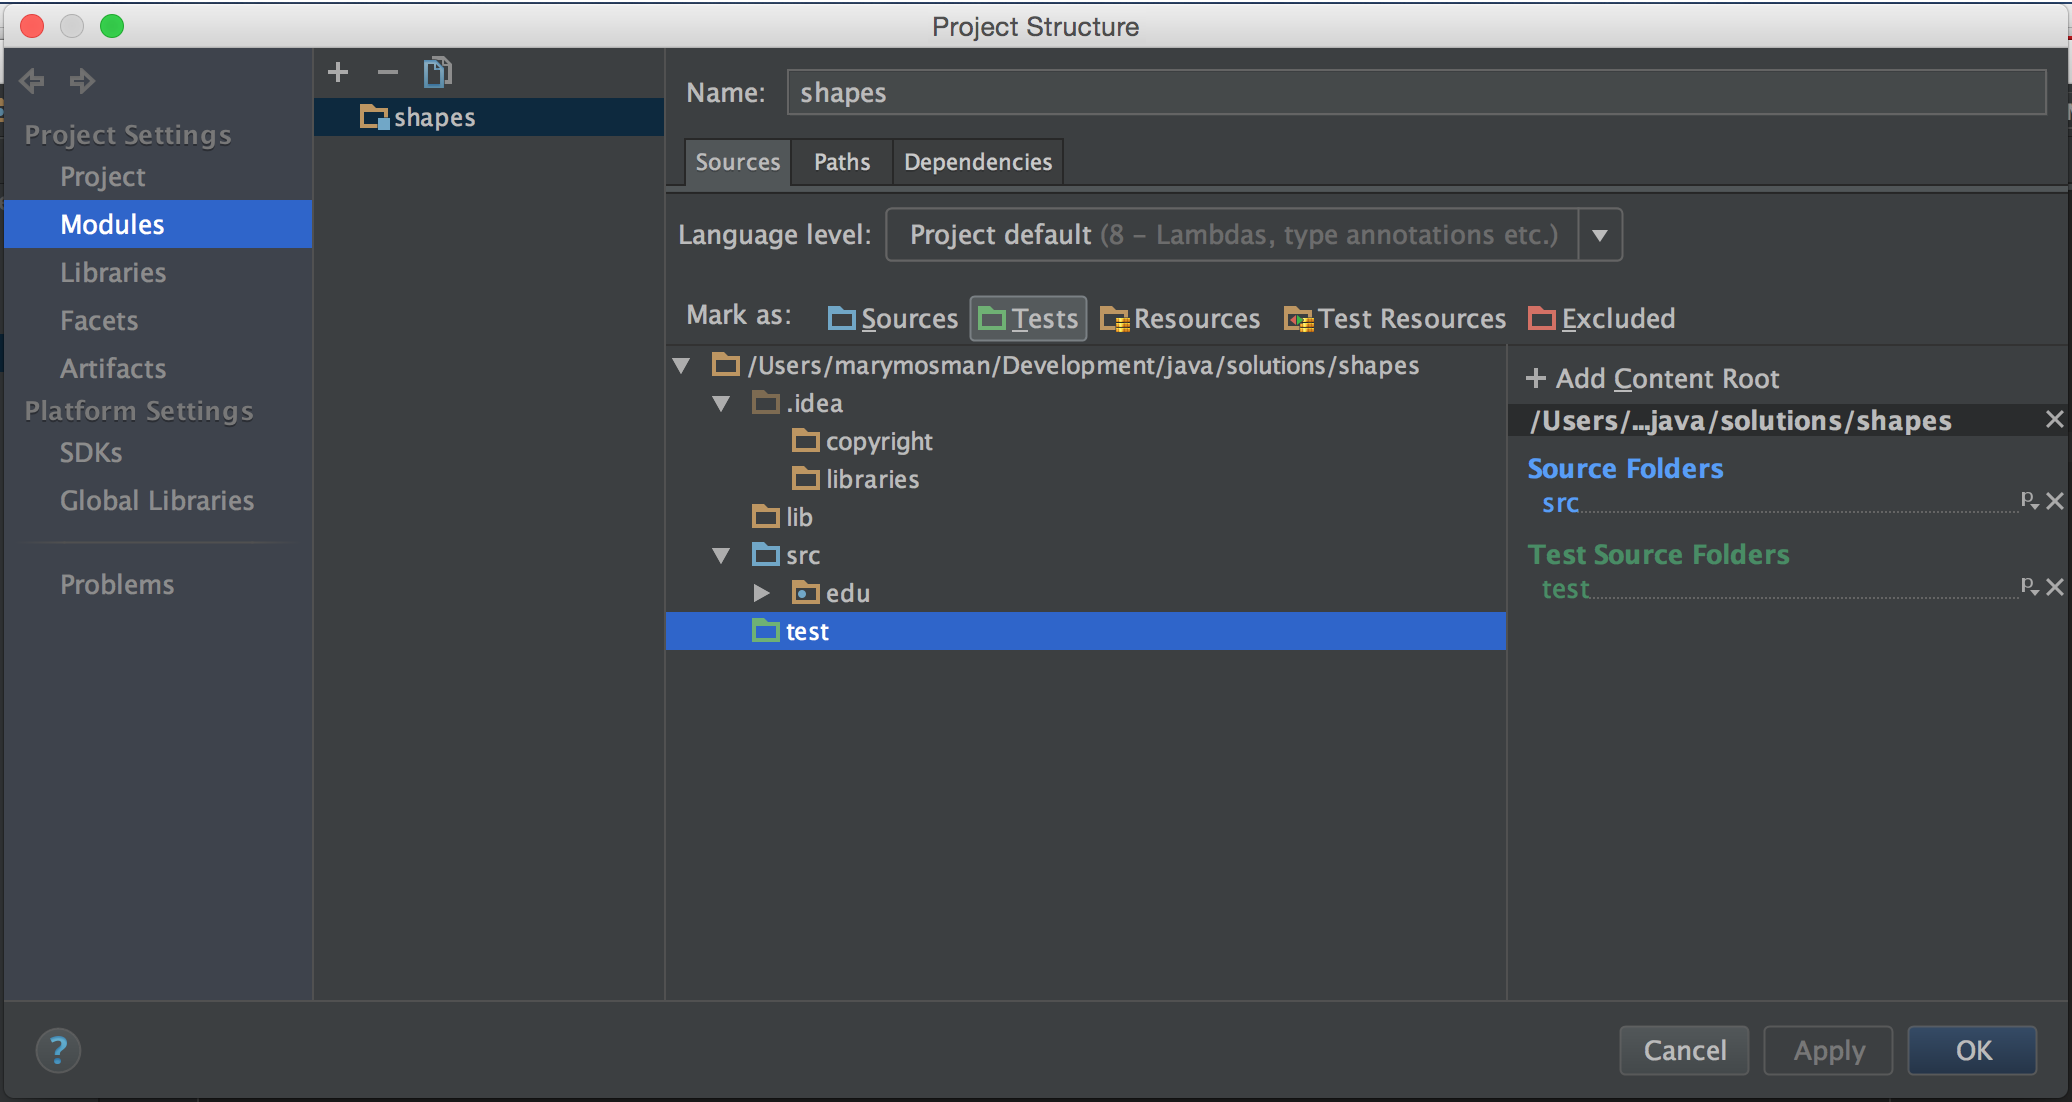 Project Structure
Project Settings
Project
Modules
Libraries
Facets
Artifacts
Platform Settings
SDKs
Global Libraries
Problems
shapes
Name: shapes
Sources Paths Dependencies
Language level: Project default (8 – Lambdas, type annotations etc.)
Mark as: Sources Tests Resources Test Resources Excluded
/Users/marymosman/Development/java/solutions/shapes
.idea
copyright
libraries
lib
src
edu
test
+ Add Content Root
/Users/...java/solutions/shapes
Source Folders
src
Test Source Folders
test
? Cancel Apply OK